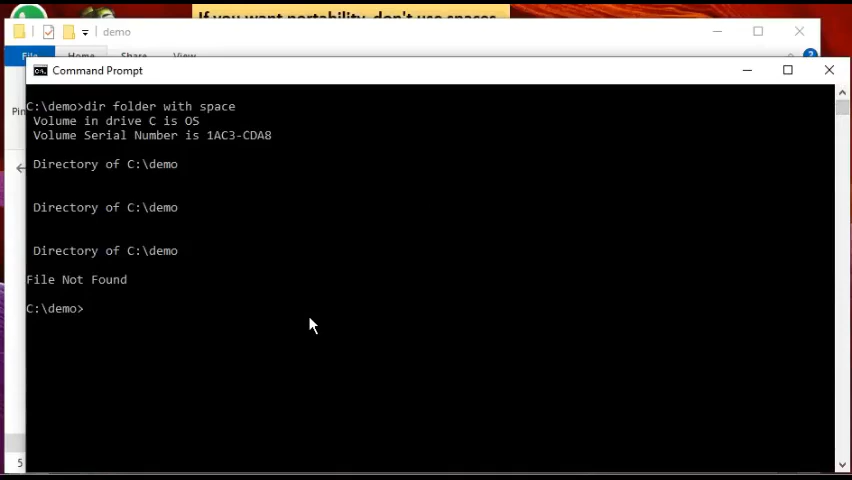 If you want portability, don't use spaces
demo
File Home Share View
Command Prompt
C:\demo>dir folder with space
Volume in drive C is OS
Volume Serial Number is 1AC3-CDA8
Directory of C:\demo
Directory of C:\demo
Directory of C:\demo
File Not Found
C:\demo>
5